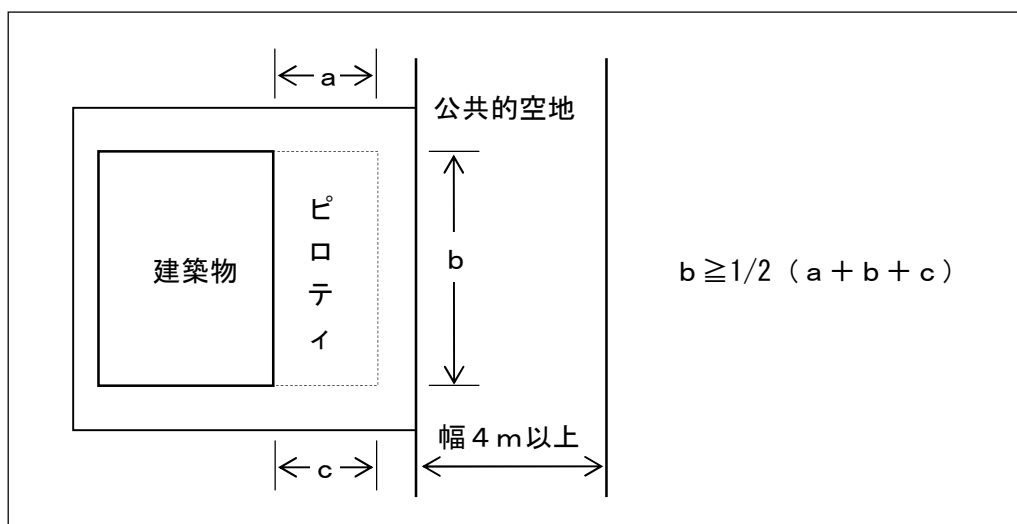 a
公共的空地
ピロティ
建築物
b
b≧1/2（a+b+c）
幅4m以上
c